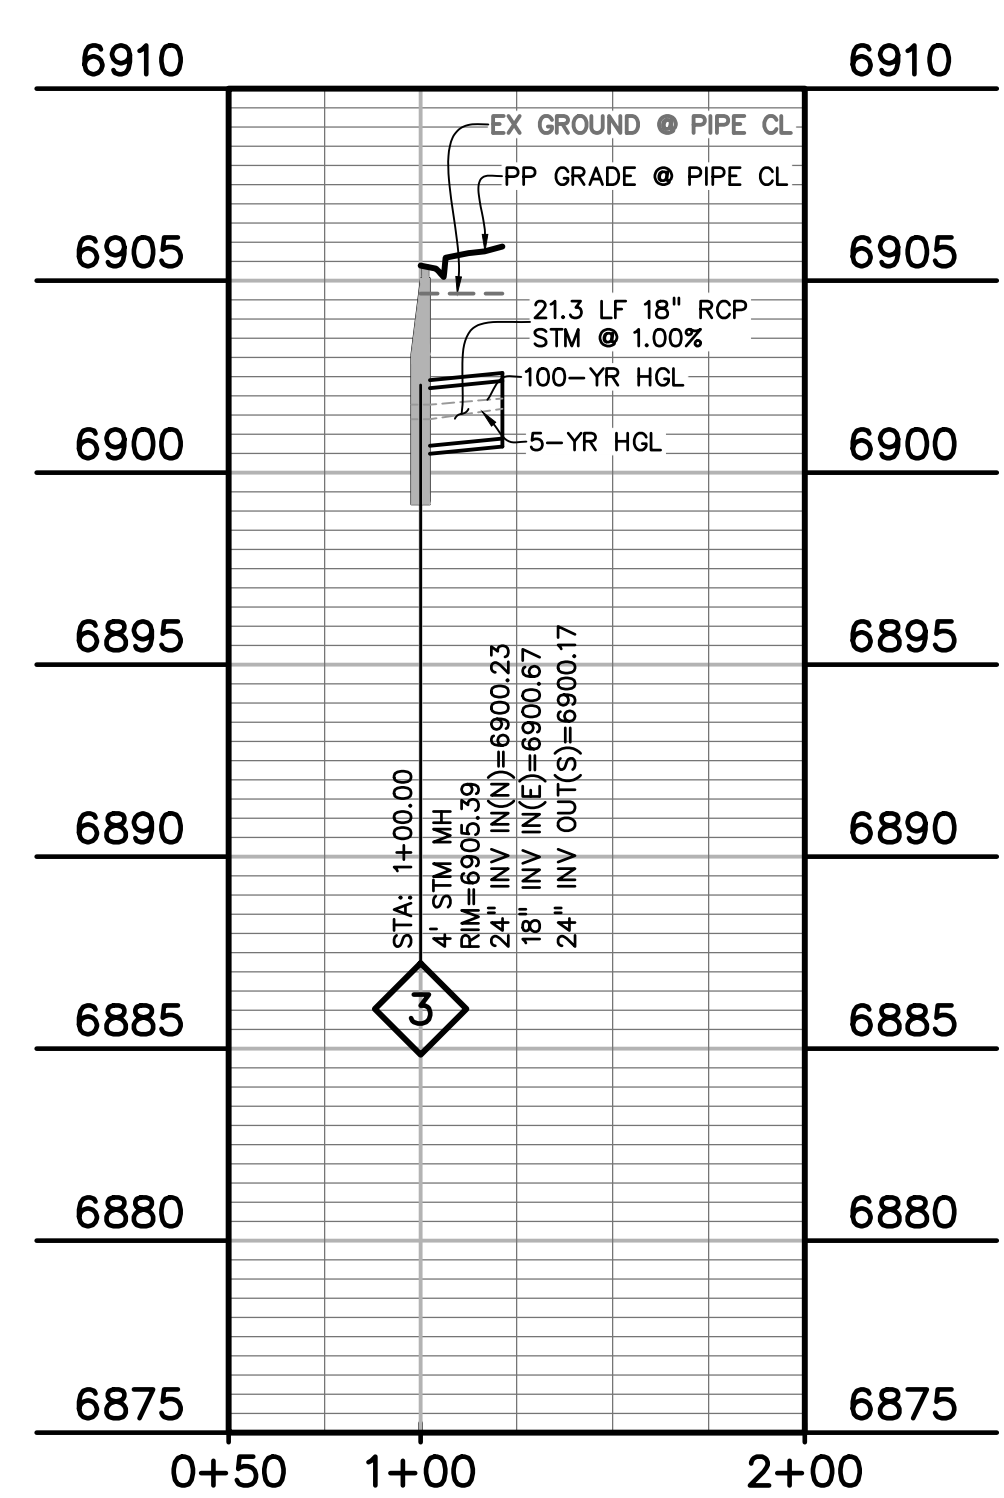 6910 6910
EX GROUND @ PIPE CL
PP GRADE @ PIPE CL
6905 6905
21.3 LF 18" RCP
STM @ 1.00%
100-YR HGL
5-YR HGL
6900 6900
6895 6895
STA: 1+00.00
4' STM MH
RIM=6905.39
24" INV IN(N)=6900.23
18" INV IN(E)=6900.67
24" INV OUT(S)=6900.17
6890 6890
3
6885 6885
6880 6880
6875 6875
0+50 1+00 2+00